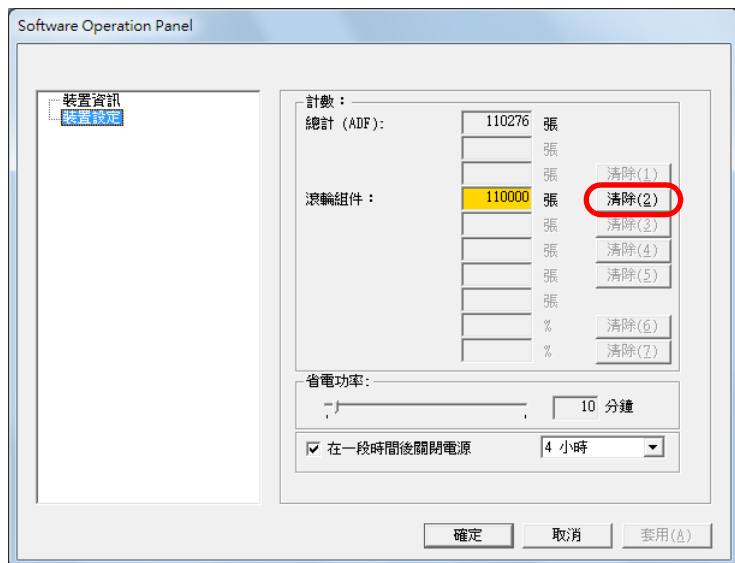 Software Operation Panel
裝置資訊
裝置設定
計數：
總計 (ADF): 110276 張
張
張 清除(1)
滾輪組件： 110000 張 清除(2)
張 清除(3)
張 清除(4)
張 清除(5)
張
% 清除(6)
% 清除(7)
省電功率:
10 分鐘
在一段時間後關閉電源 4 小時
確定 取消 套用(A)